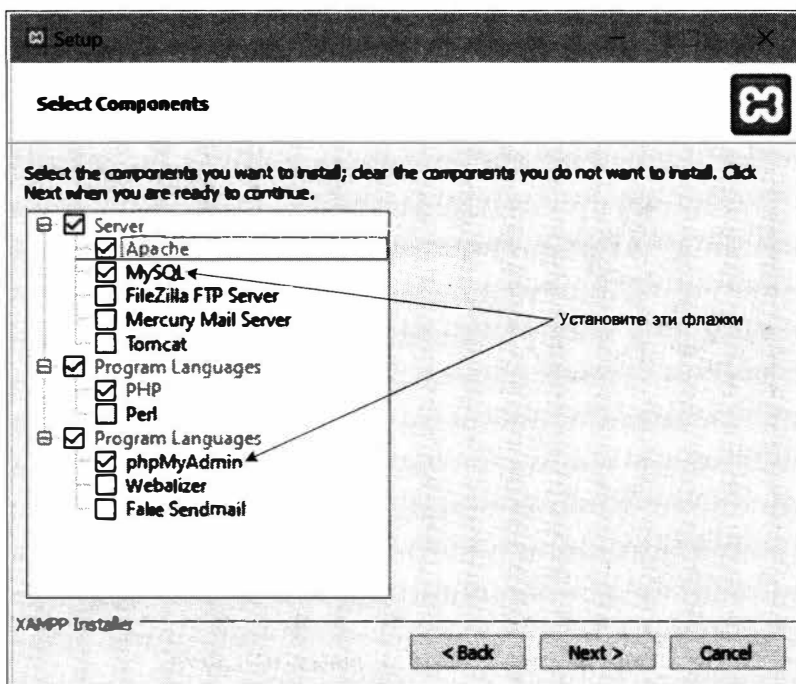 Setup
Select Components
Select the components you want to install; clear the components you do not want to install. Click
Next when you are ready to continue.
Server
Apache
MySQL
FileZilla FTP Server
Mercury Mail Server
Установите эти флажки
Tomcat
Program Languages
PHP
Perl
Program Languages
phpMyAdmin
Webalizer
Fake Sendmail
XAMPP Installer
< Back Next > Cancel